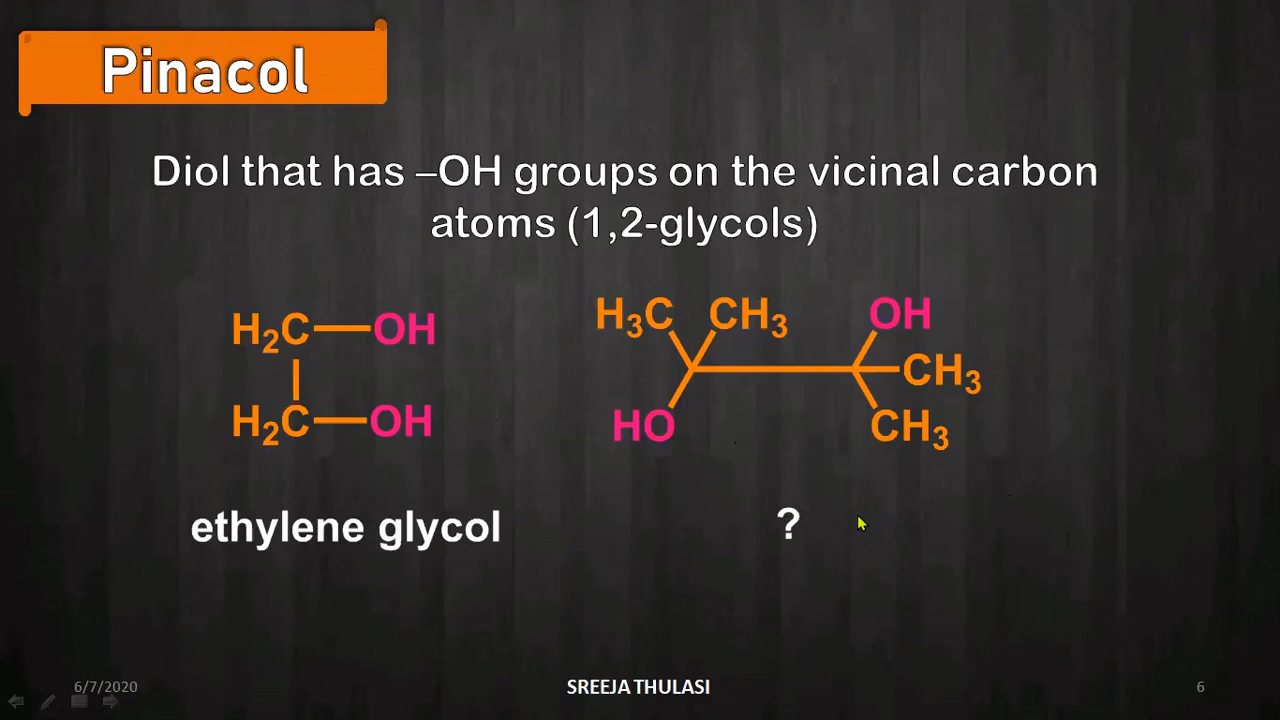 Pinacol
Diol that has –OH groups on the vicinal carbon
atoms (1,2-glycols)
H₂C—OH
H₂C—OH
H₃C CH₃ OH
CH₃
HO CH₃
ethylene glycol
?
6/7/2020
SREEJA THULASI
6